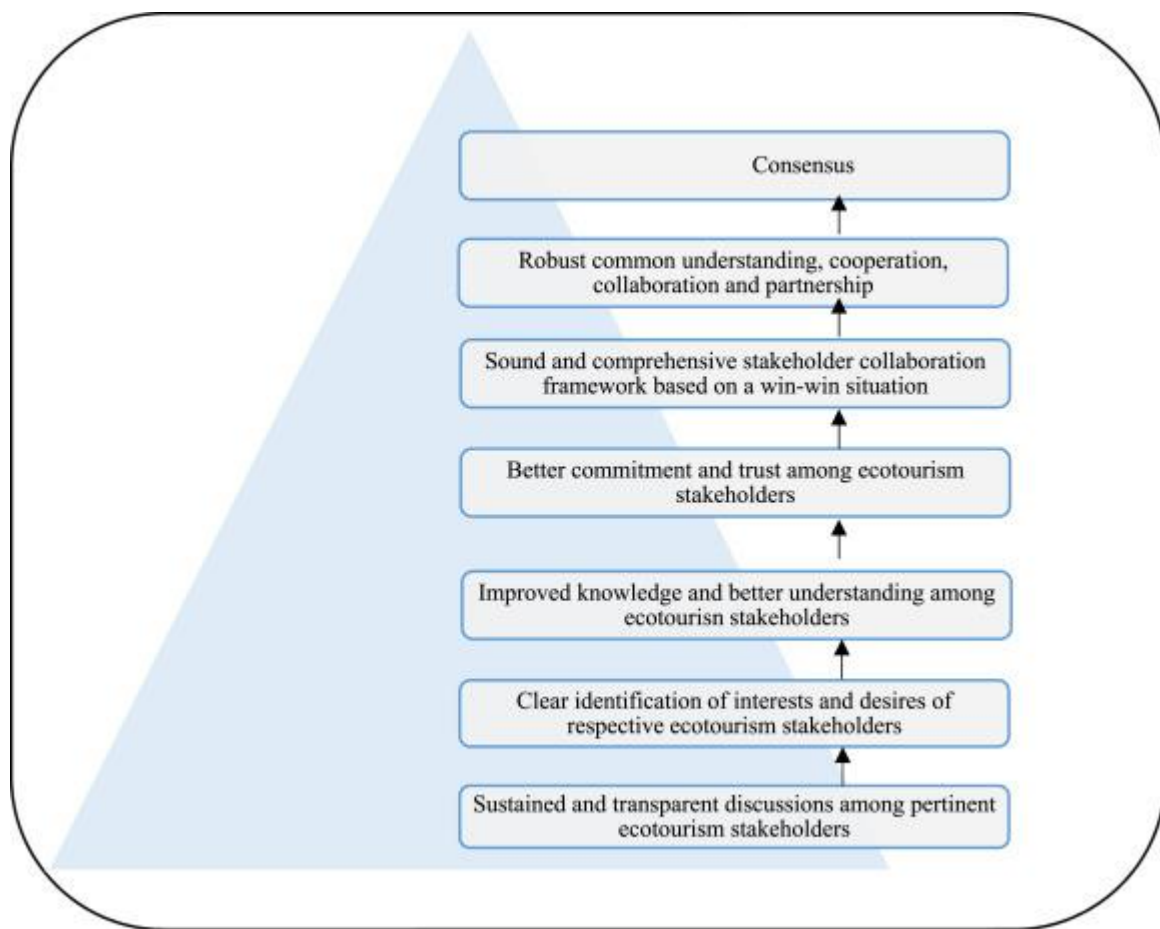 Consensus
Robust common understanding, cooperation,
collaboration and partnership
Sound and comprehensive stakeholder collaboration
framework based on a win-win situation
Better commitment and trust among ecotourism
stakeholders
Improved knowledge and better understanding among
ecotourisn stakeholders
Clear identification of interests and desires of
respective ecotourism stakeholders
Sustained and transparent discussions among pertinent
ecotourism stakeholders